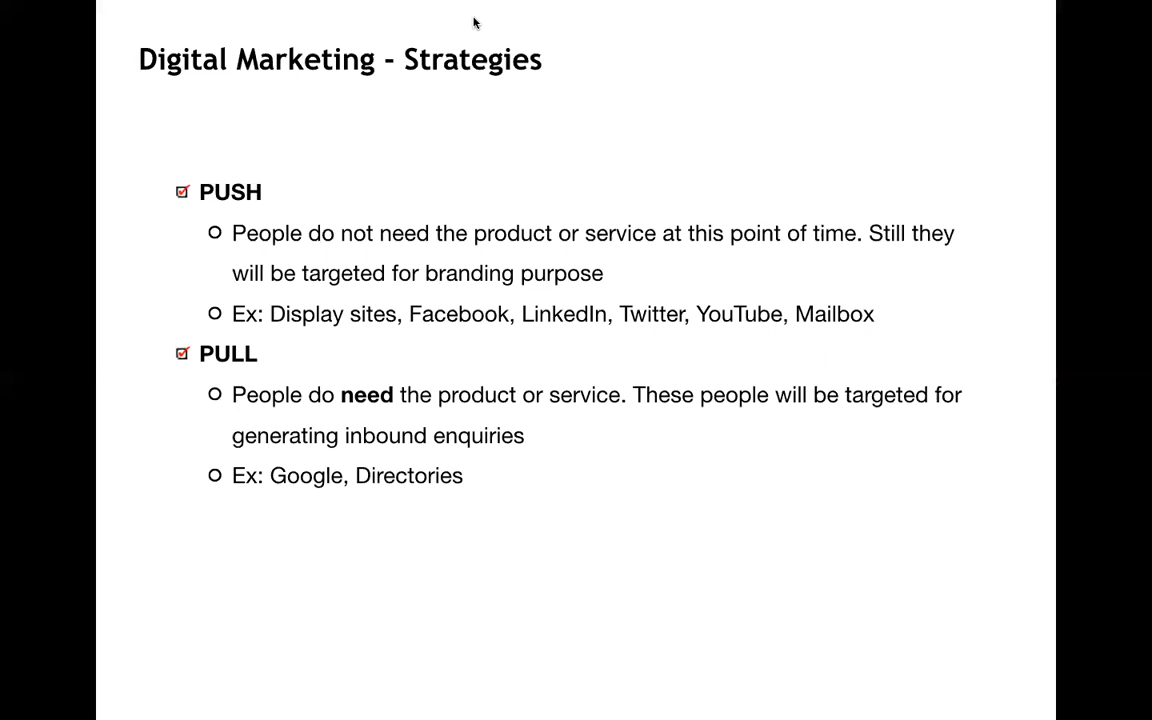 Digital Marketing - Strategies
PUSH
People do not need the product or service at this point of time. Still they
will be targeted for branding purpose
Ex: Display sites, Facebook, LinkedIn, Twitter, YouTube, Mailbox
PULL
People do need the product or service. These people will be targeted for
generating inbound enquiries
Ex: Google, Directories